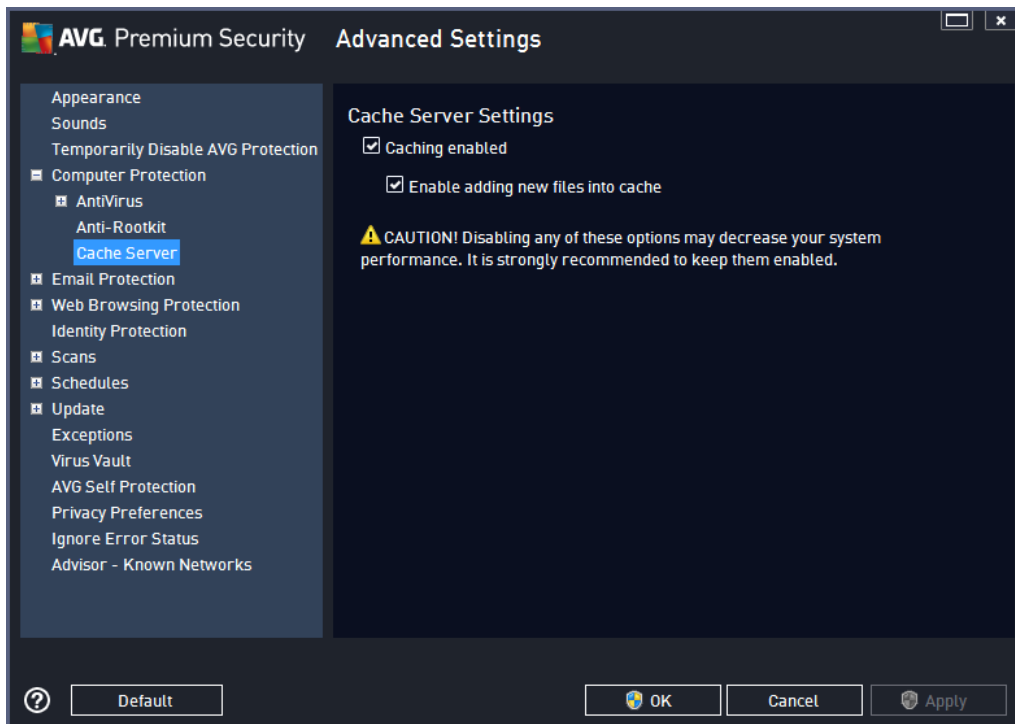 AVG. Premium Security
Advanced Settings
Appearance
Sounds
Temporarily Disable AVG Protection
Computer Protection
AntiVirus
Anti-Rootkit
Cache Server
Email Protection
Web Browsing Protection
Identity Protection
Scans
Schedules
Update
Exceptions
Virus Vault
AVG Self Protection
Privacy Preferences
Ignore Error Status
Advisor - Known Networks
Cache Server Settings
Caching enabled
Enable adding new files into cache
CAUTION! Disabling any of these options may decrease your system
performance. It is strongly recommended to keep them enabled.
Default
OK
Cancel
Apply